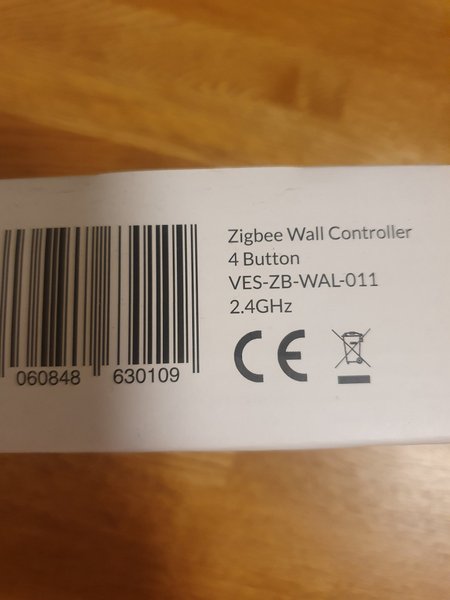 Zigbee Wall Controller
4 Button
VES-ZB-WAL-011
2.4GHz
CE
060848 630109